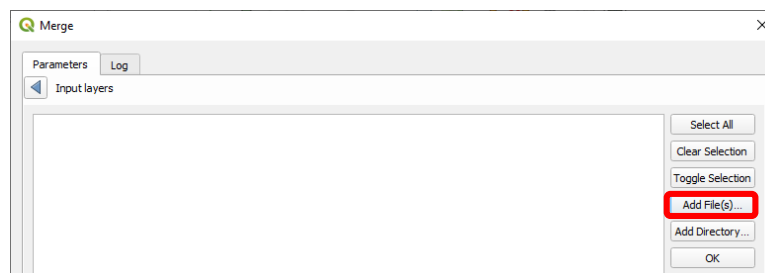 Merge
Parameters Log
Input layers
Select All
Clear Selection
Toggle Selection
Add File(s)...
Add Directory...
OK